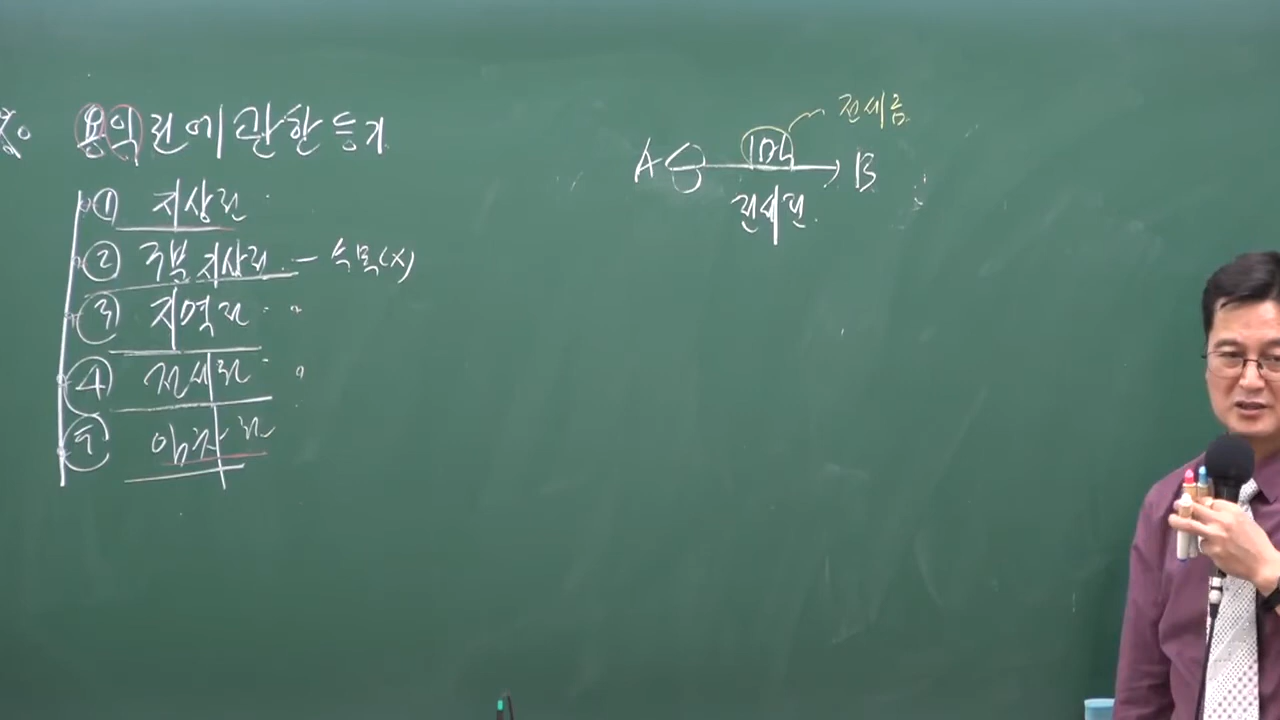 용익권에 관한 등기
① 지상권
② 구분지상권 - 수목(X)
③ 지역권
④ 전세권
⑤ 임차권
전세금
A 10억 B
전세권